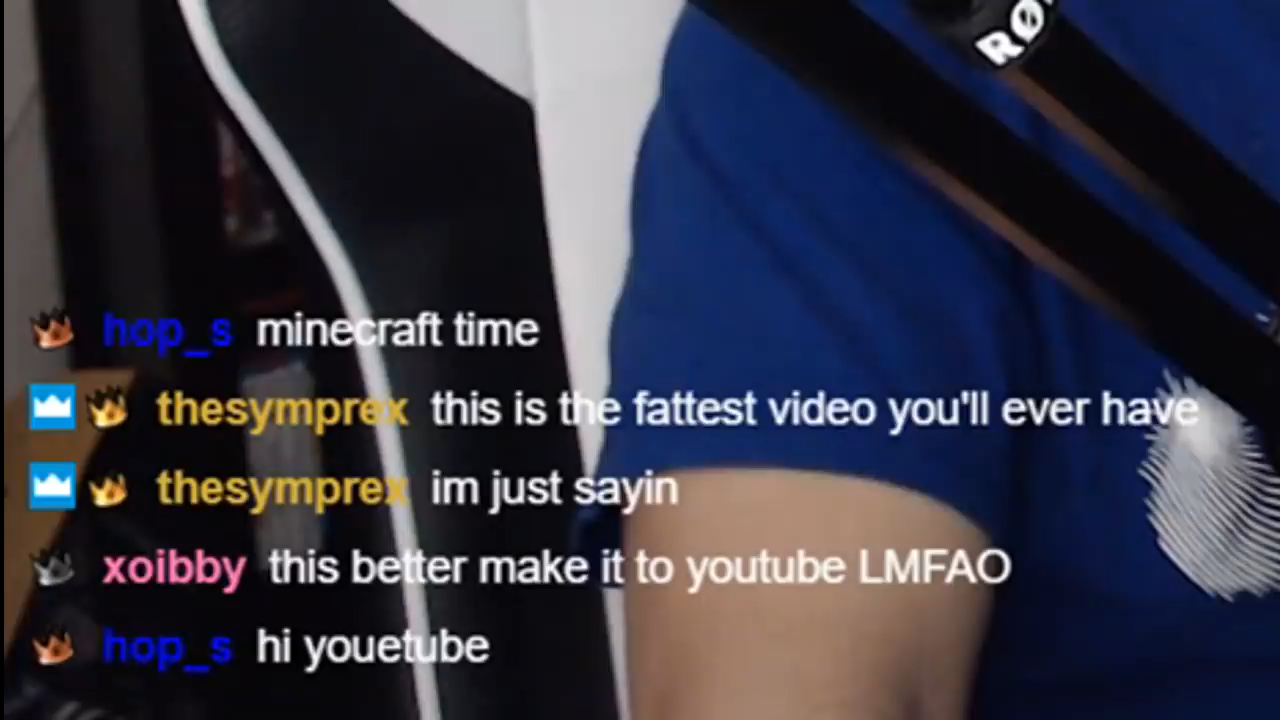 RØ
hop_s minecraft time
thesymprex this is the fattest video you'll ever have
thesymprex im just sayin
xoibby this better make it to youtube LMFAO
hop_s hi youetube